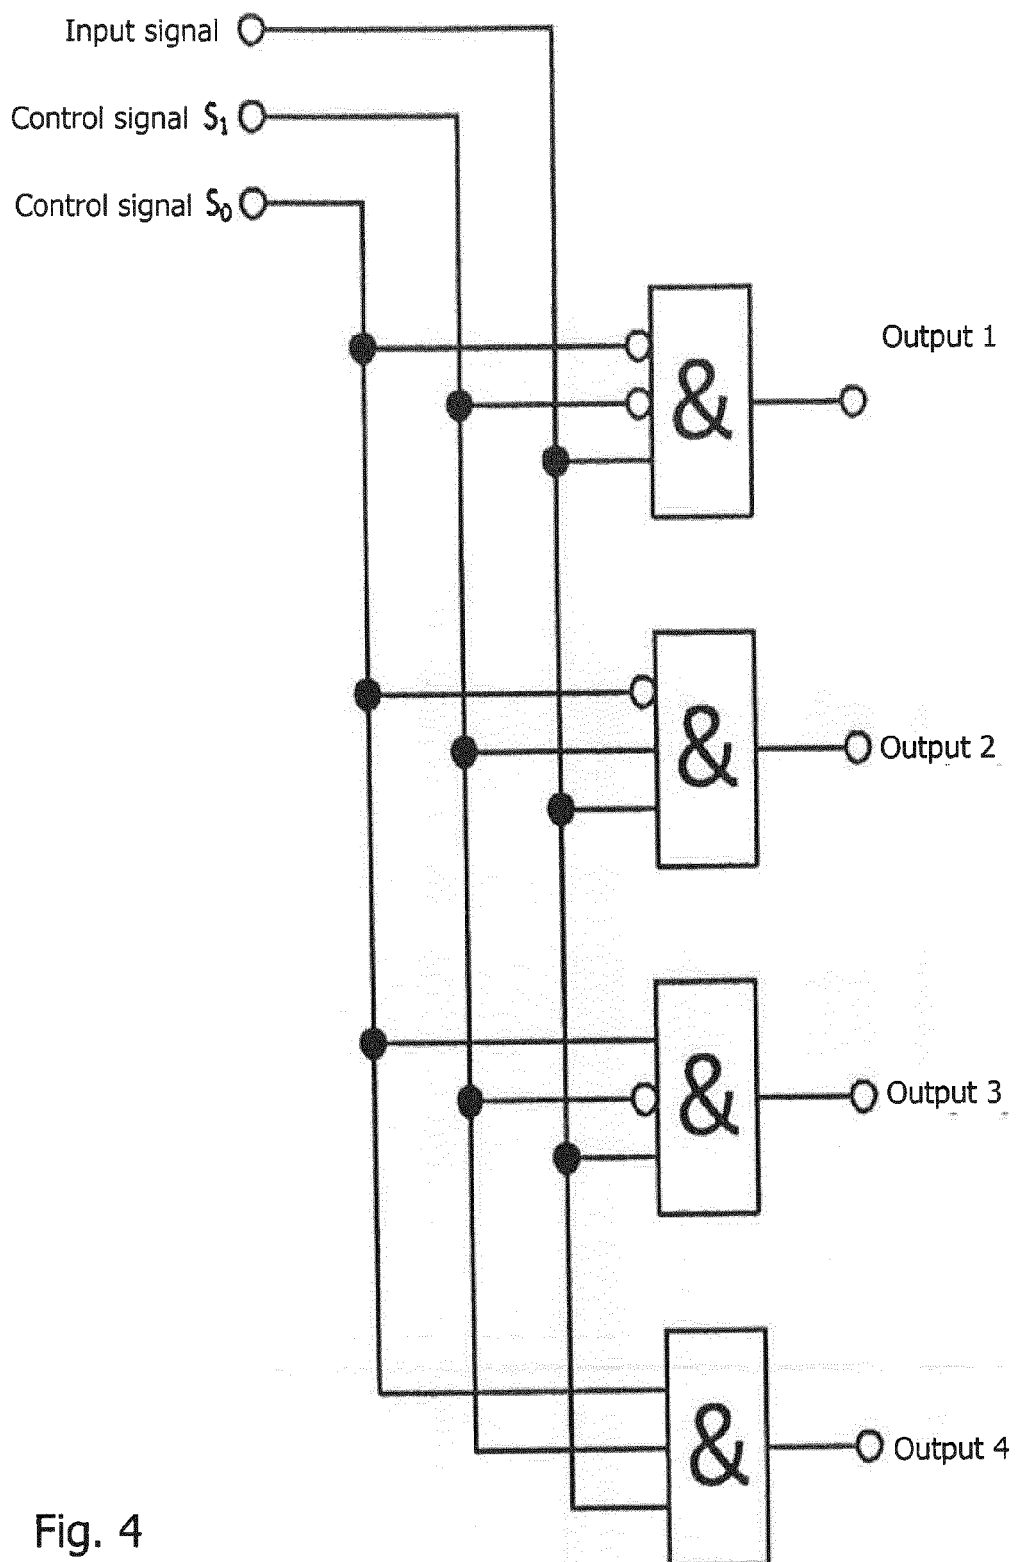 Input signal
Control signal S₁
Control signal S₀
Output 1
&
&
Output 2
&
Output 3
&
Output 4
Fig. 4